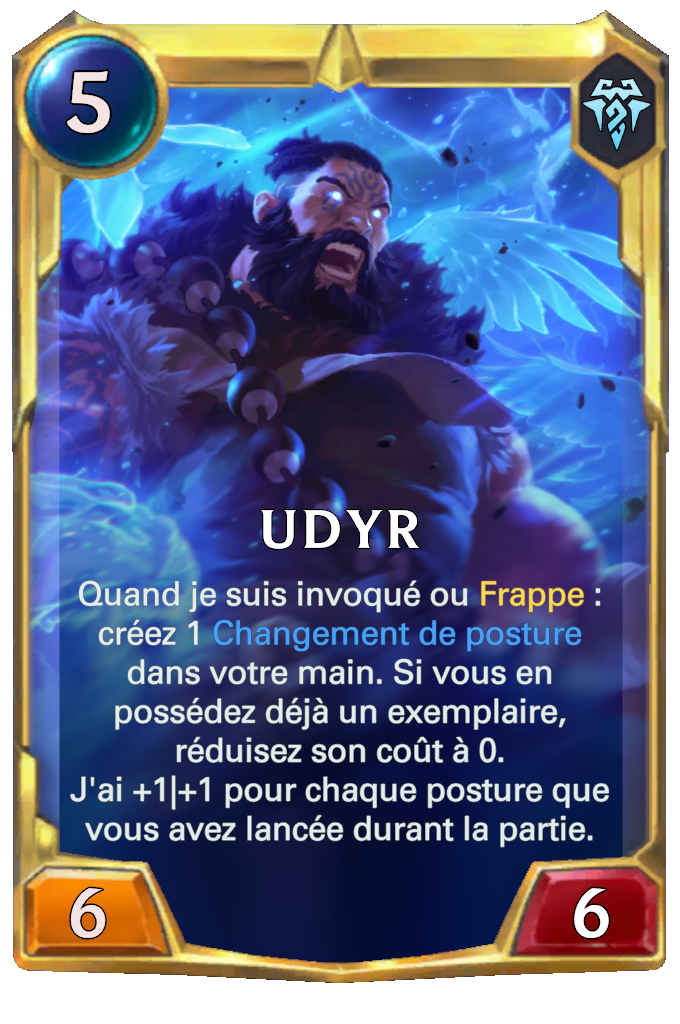 5
UDYR
Quand je suis invoqué ou Frappe :
créez 1 Changement de posture
dans votre main. Si vous en
possédez déjà un exemplaire,
réduisez son coût à 0.
J'ai +1|+1 pour chaque posture que
vous avez lancée durant la partie.
6
6